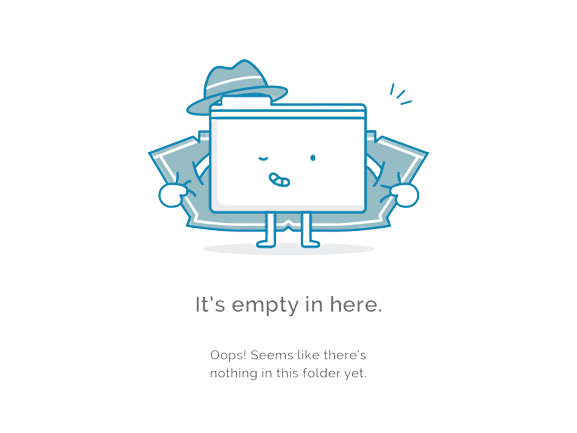 It's empty in here.
Oops! Seems like there's
nothing in this folder yet.